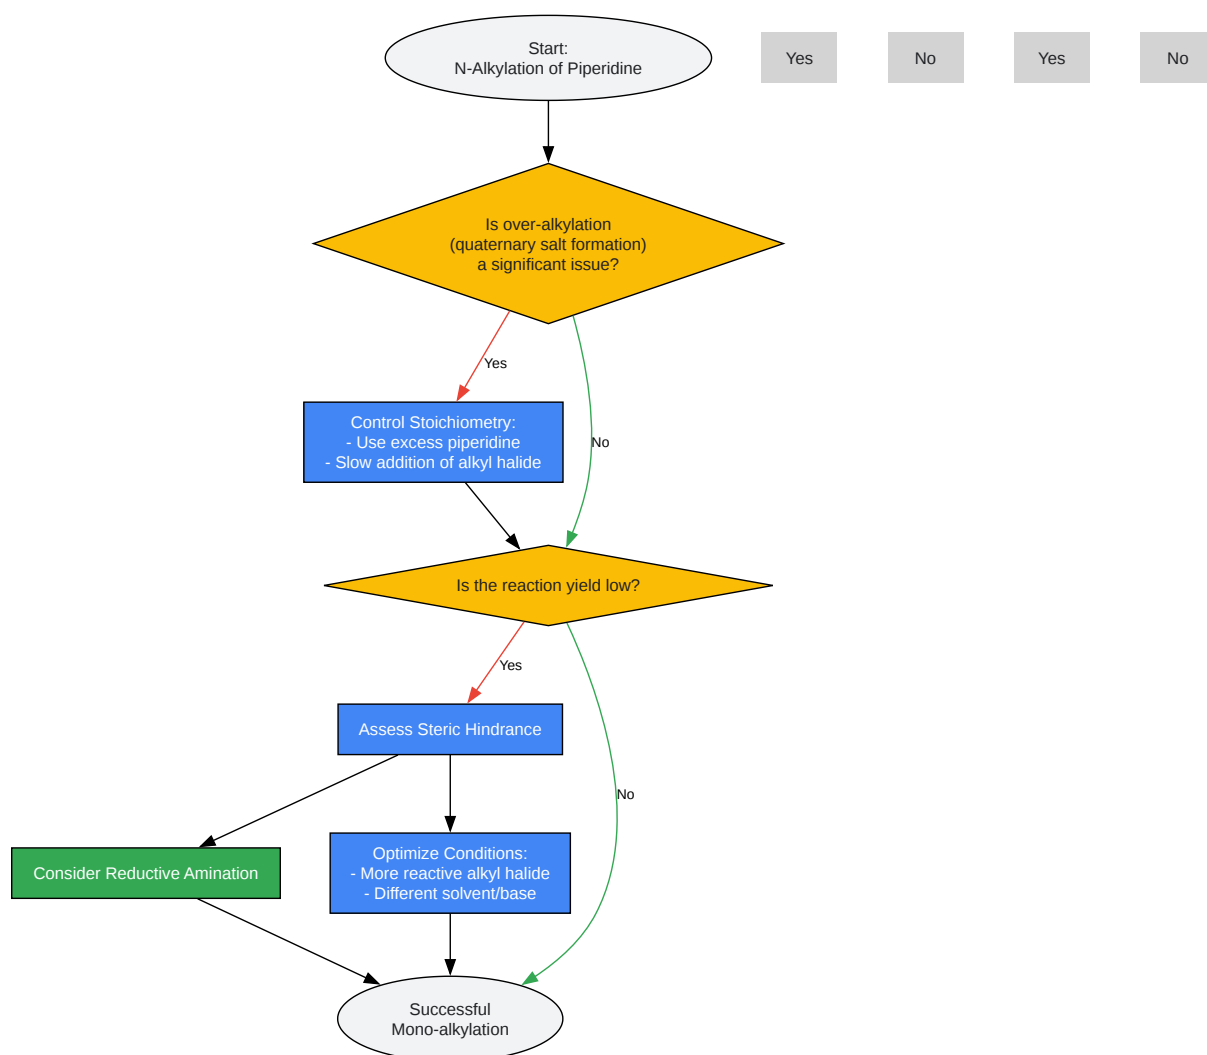 Start:
N-Alkylation of Piperidine
Yes
No
Yes
No
Is over-alkylation
(quaternary salt formation)
a significant issue?
Yes
Control Stoichiometry:
- Use excess piperidine
- Slow addition of alkyl halide
No
Is the reaction yield low?
Yes
Assess Steric Hindrance
No
Consider Reductive Amination
Optimize Conditions:
- More reactive alkyl halide
- Different solvent/base
Successful
Mono-alkylation